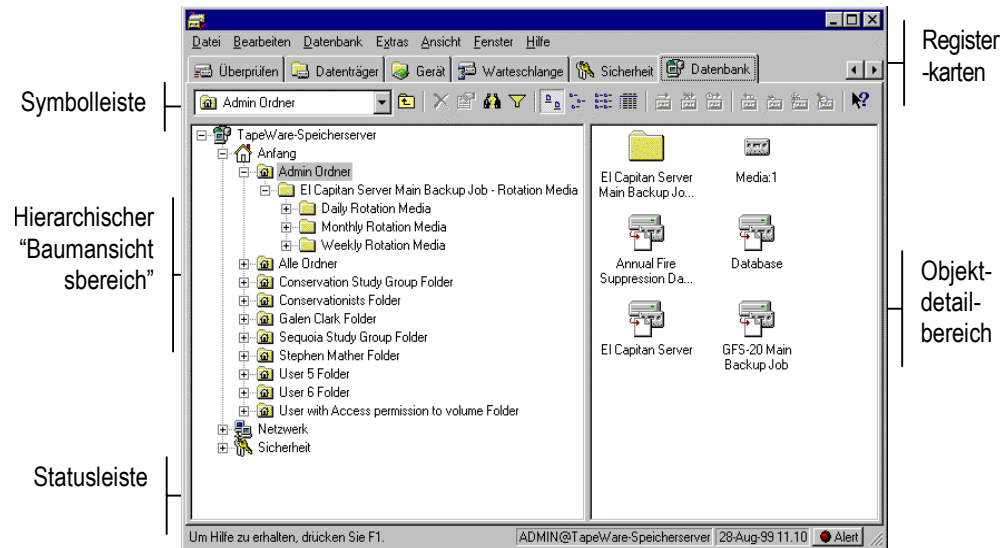 Datei Bearbeiten Datenbank Extras Ansicht Fenster Hilfe
Überprüfen Datenträger Gerät Warteschlange Sicherheit Datenbank
Register
-karten
Symbolleiste
Admin Ordner
TapeWare-Speicherserver
Anfang
Admin Ordner
El Capitan Server Main Backup Job - Rotation Media
Daily Rotation Media
Monthly Rotation Media
Weekly Rotation Media
Alle Ordner
Conservation Study Group Folder
Conservationists Folder
Galen Clark Folder
Sequoia Study Group Folder
Stephen Mather Folder
User 5 Folder
User 6 Folder
User with Access permission to volume Folder
Netzwerk
Sicherheit
Hierarchischer
“Baumansicht
sbereich”
El Capitan Server
Main Backup Jo...
Media:1
Annual Fire
Suppression Da...
Database
El Capitan Server
GFS-20 Main
Backup Job
Objekt-
detail-
bereich
Statusleiste
Um Hilfe zu erhalten, drücken Sie F1.
ADMIN@TapeWare-Speicherserver
28-Aug-99 11.10
Alert